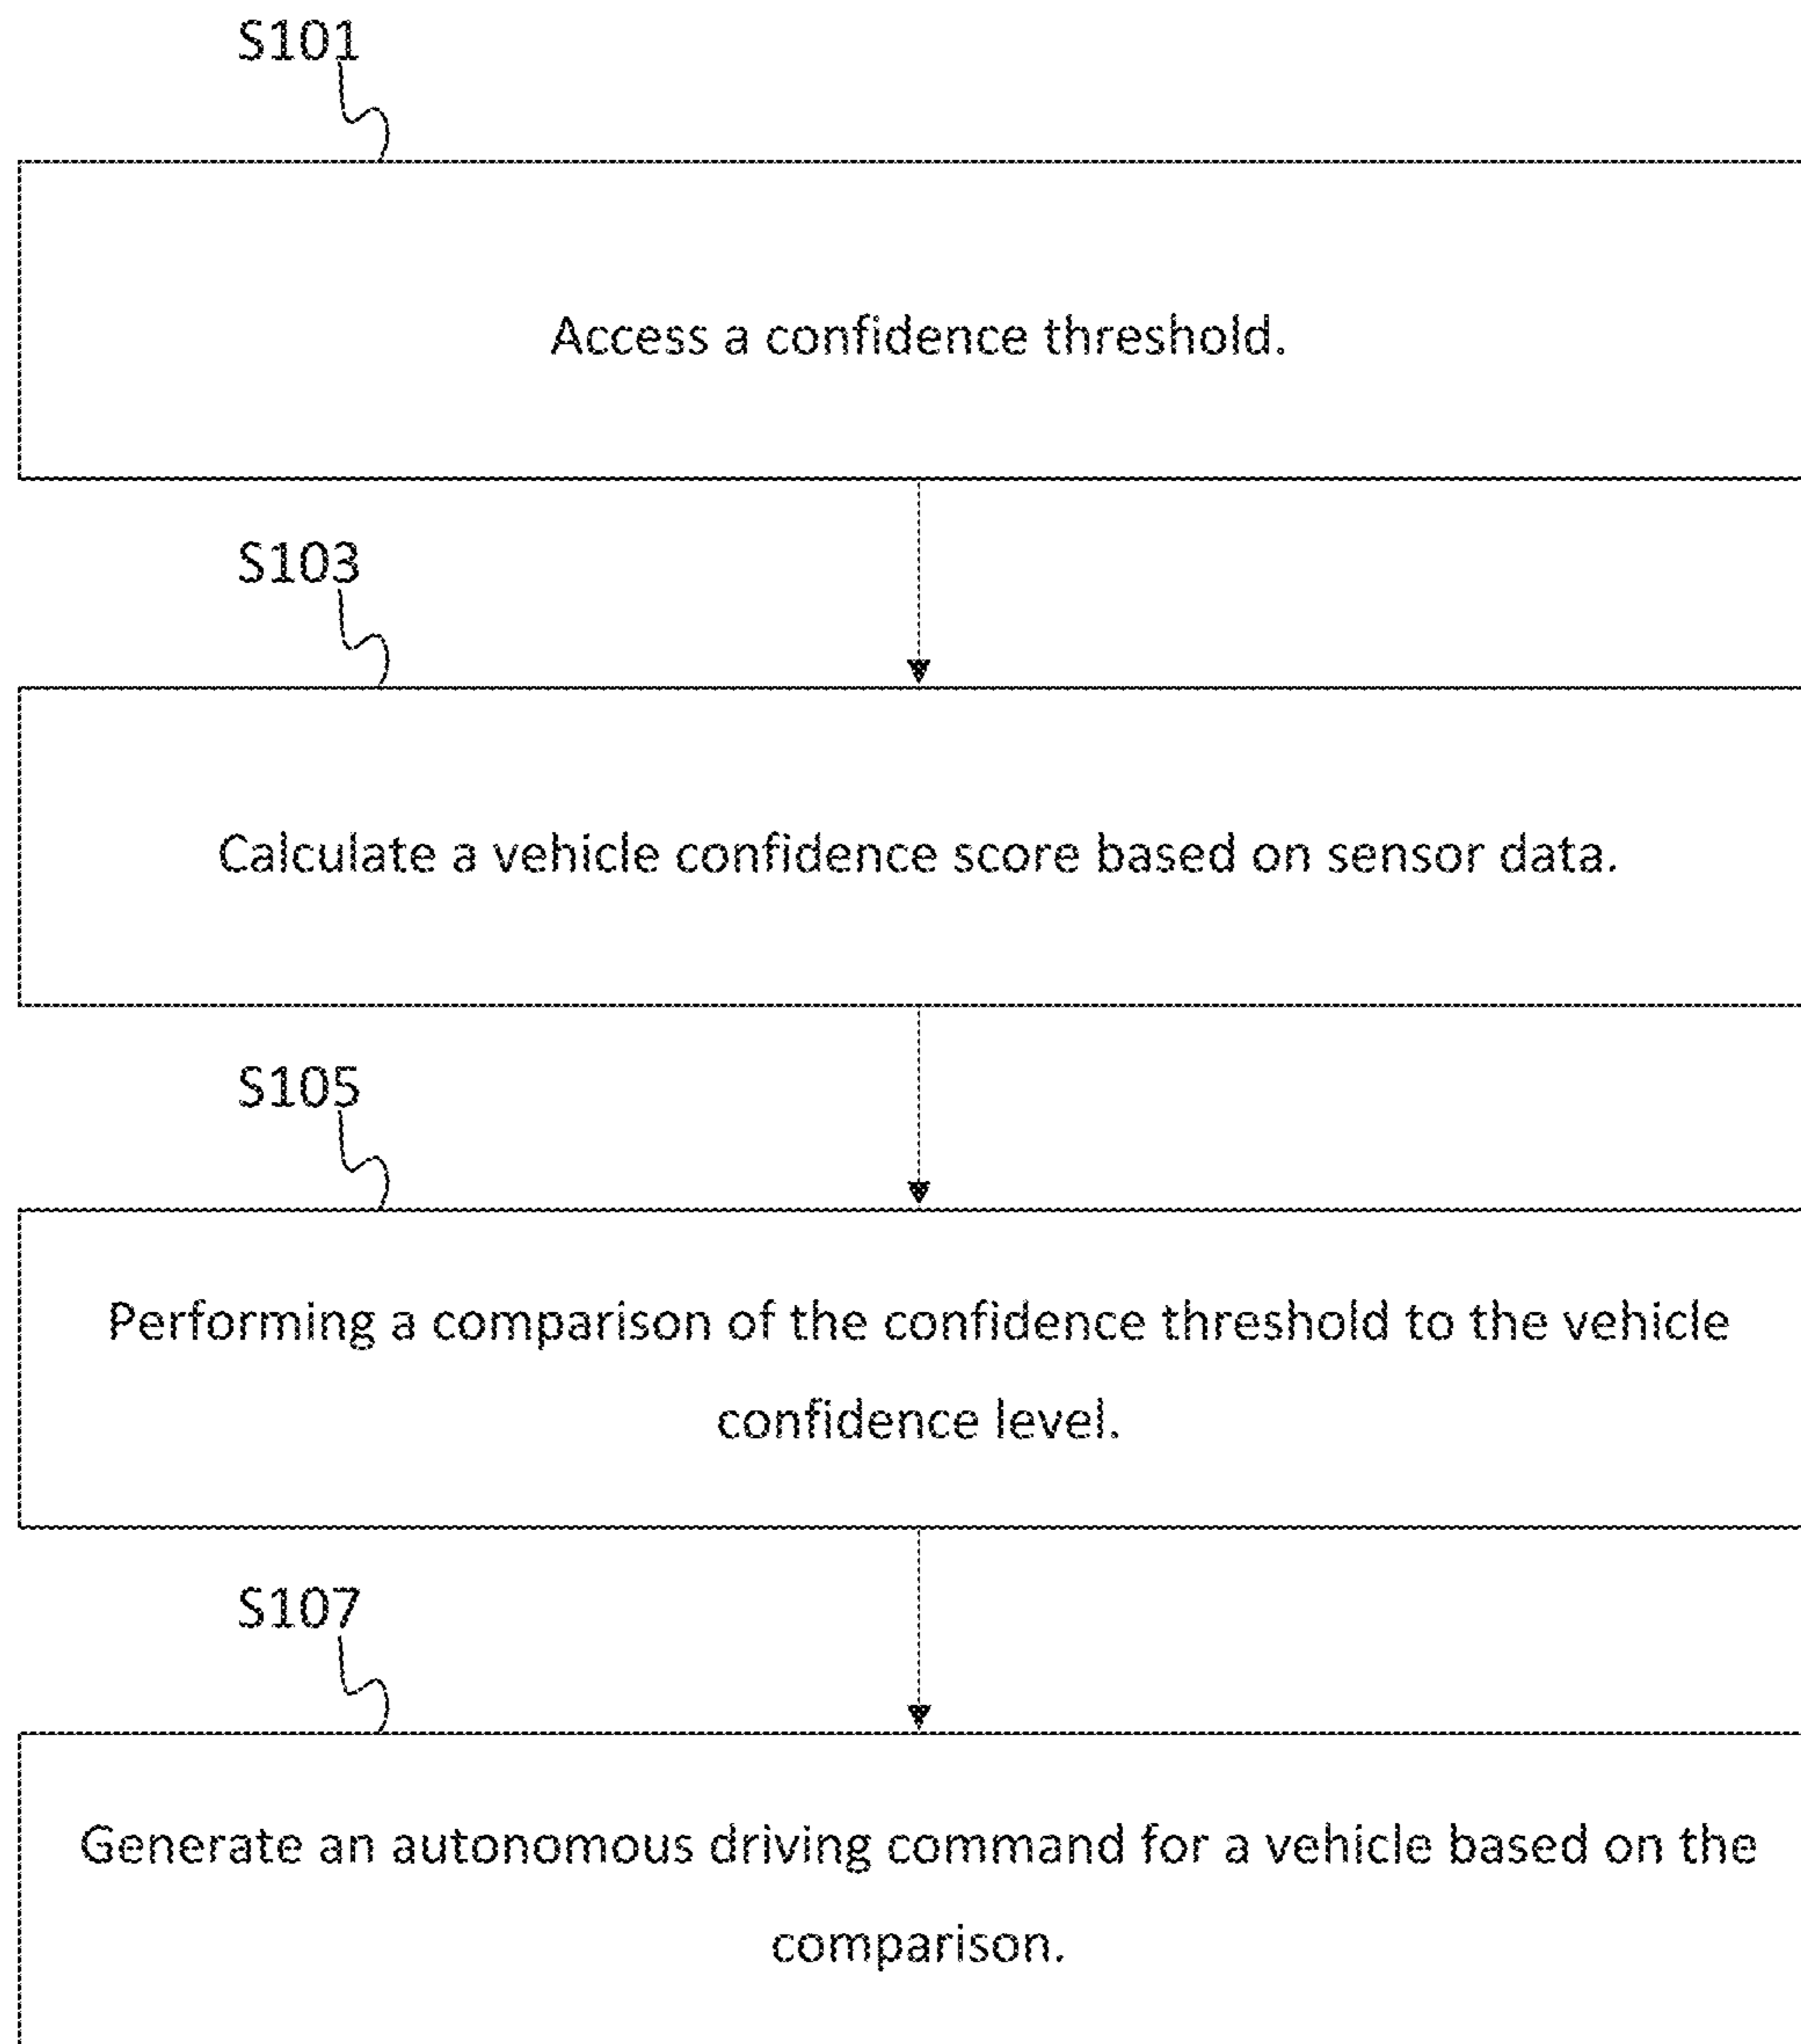 S101
Access a confidence threshold.
S103
Calculate a vehicle confidence score based on sensor data.
S105
Performing a comparison of the confidence threshold to the vehicle
confidence level.
S107
Generate an autonomous driving command for a vehicle based on the
comparison.